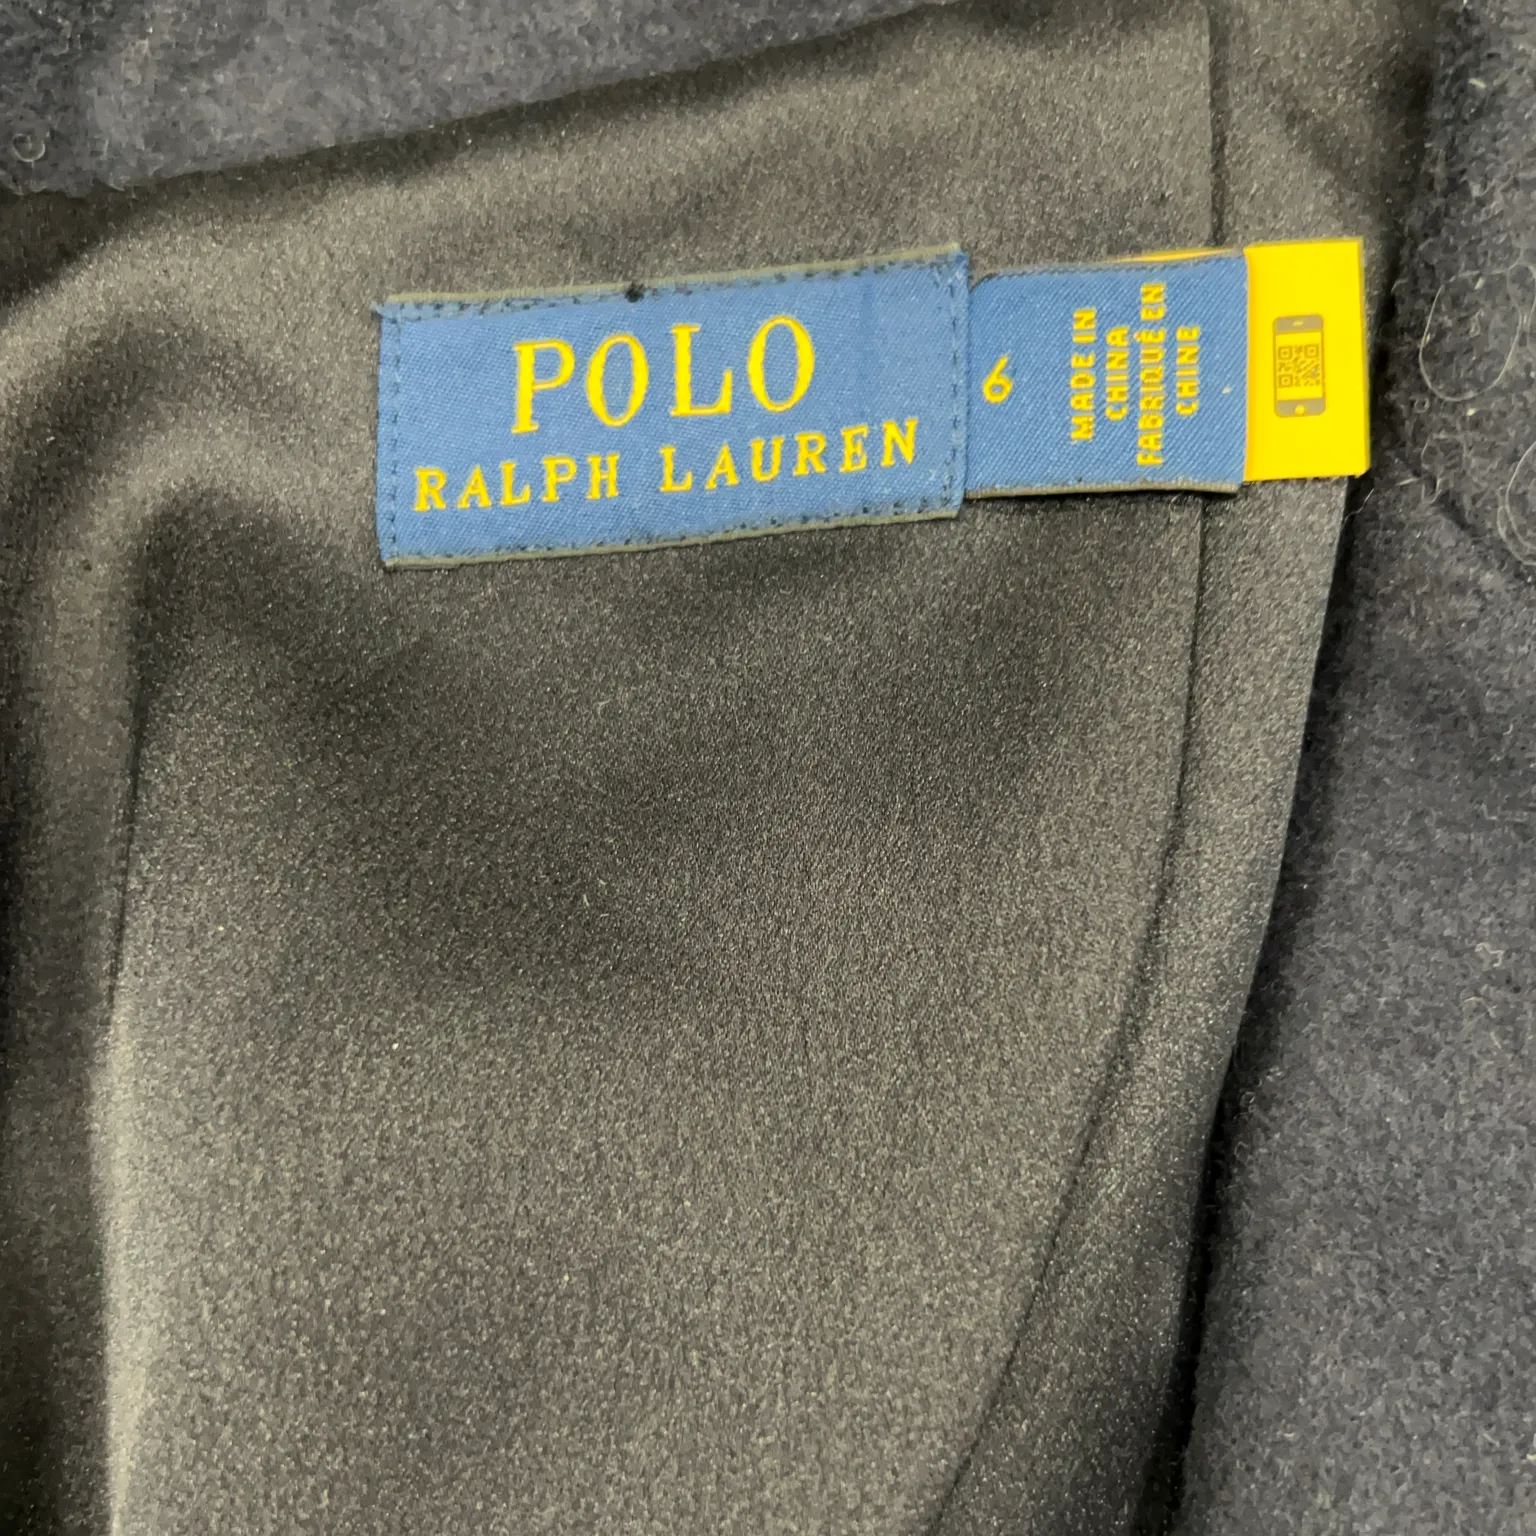 POLO
RALPH LAUREN
6
MADE IN
CHINA
FABRIQUÉ EN
CHINE